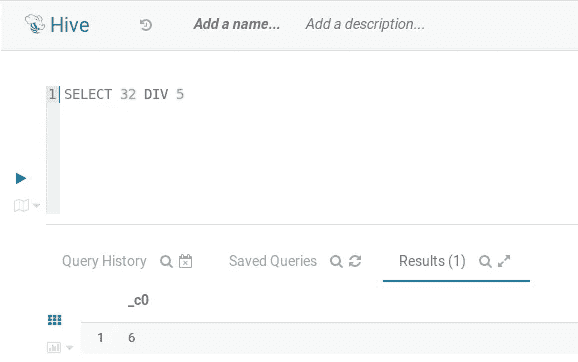 Hive Add a name... Add a description...
1 SELECT 32 DIV 5
Query History Saved Queries Results (1)
_c0
1 6